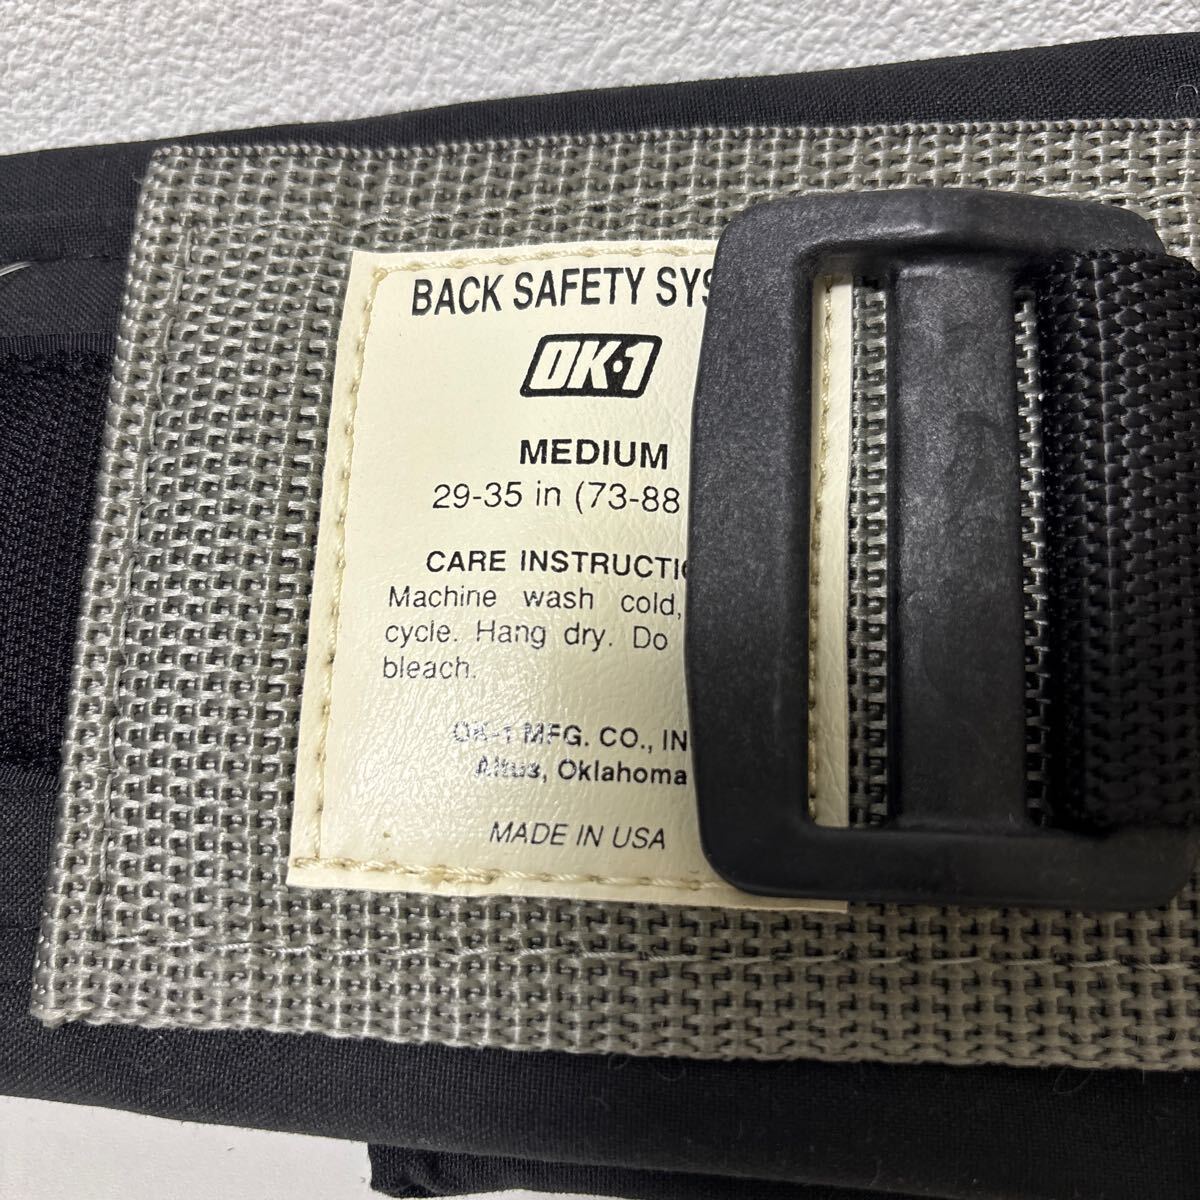 BACK SAFETY SYS
OK·1
MEDIUM
29-35 in (73-88
CARE INSTRUCTIO
Machine wash cold,
cycle. Hang dry. Do
bleach.
OK-1 MFG. CO., IN
Altus, Oklahoma
MADE IN USA